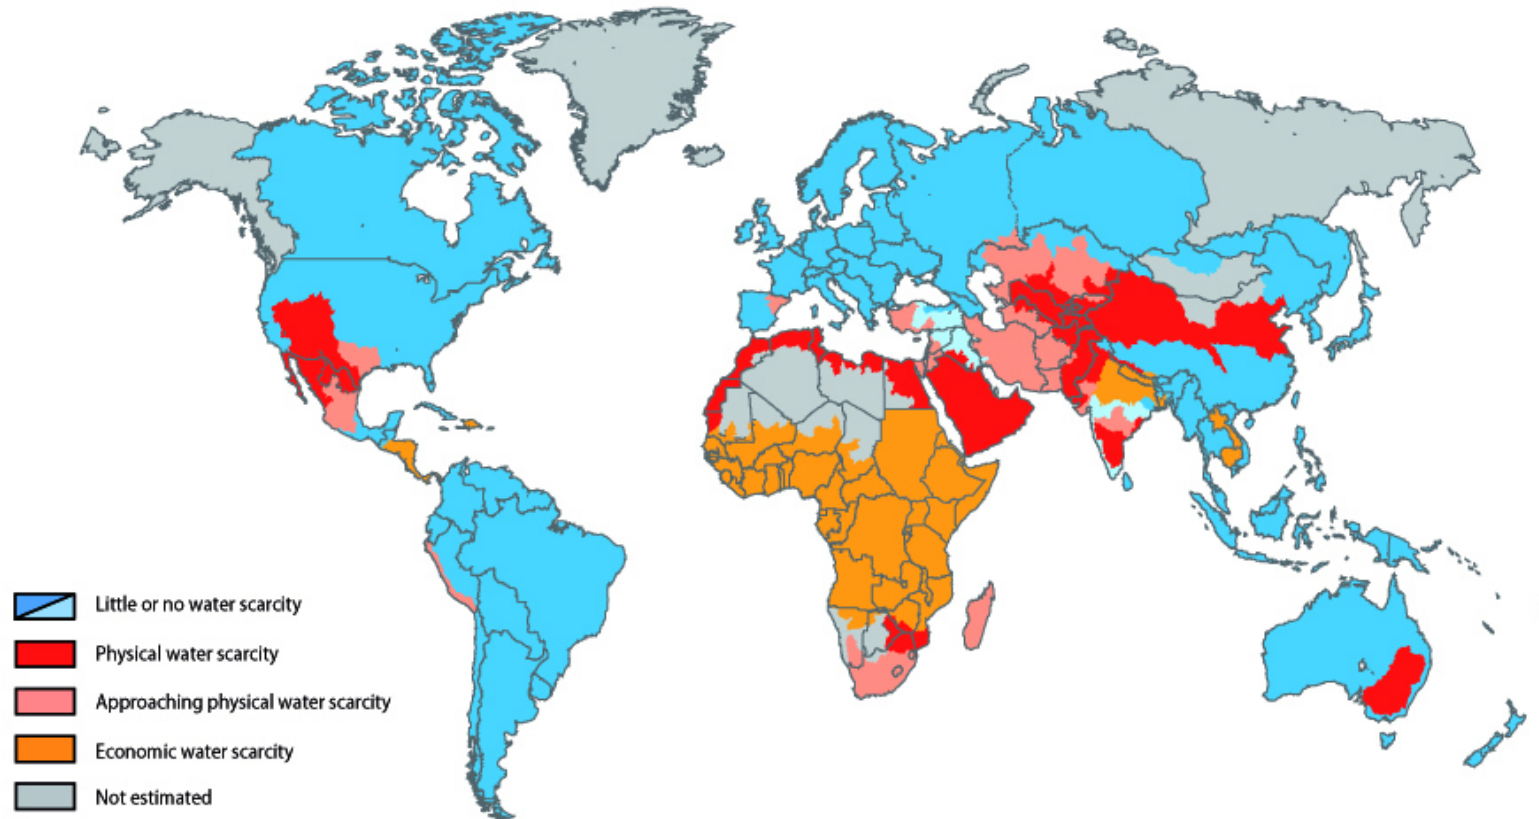 Little or no water scarcity
Physical water scarcity
Approaching physical water scarcity
Economic water scarcity
Not estimated